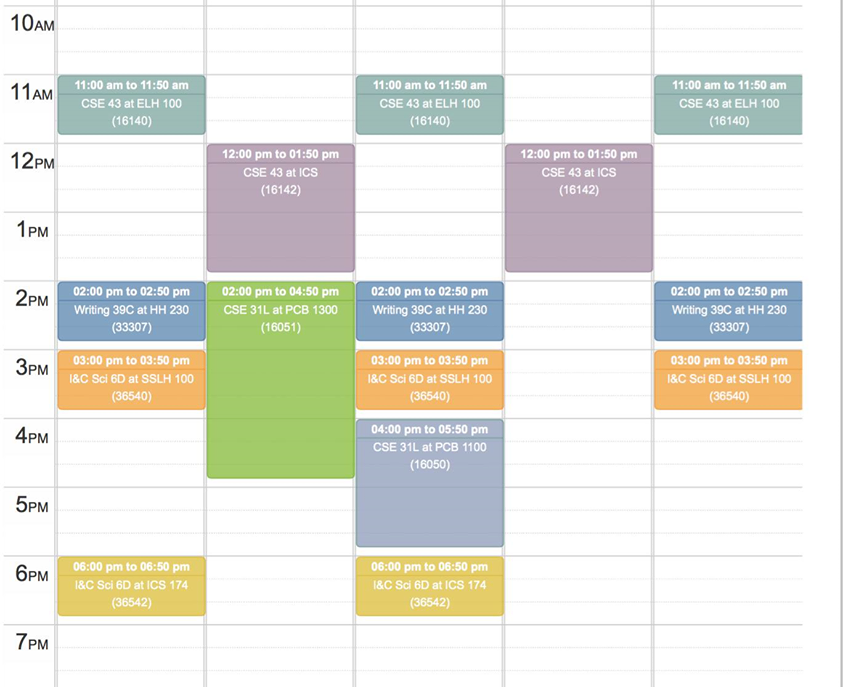 10AM
11AM
11:00 am to 11:50 am
CSE 43 at ELH 100
(16140)
11:00 am to 11:50 am
CSE 43 at ELH 100
(16140)
11:00 am to 11:50 am
CSE 43 at ELH 100
(16140)
12PM
12:00 pm to 01:50 pm
CSE 43 at ICS
(16142)
12:00 pm to 01:50 pm
CSE 43 at ICS
(16142)
1PM
2PM
02:00 pm to 02:50 pm
Writing 39C at HH 230
(33307)
02:00 pm to 04:50 pm
CSE 31L at PCB 1300
(16051)
02:00 pm to 02:50 pm
Writing 39C at HH 230
(33307)
02:00 pm to 02:50 pm
Writing 39C at HH 230
(33307)
3PM
03:00 pm to 03:50 pm
I&C Sci 6D at SSLH 100
(36540)
03:00 pm to 03:50 pm
I&C Sci 6D at SSLH 100
(36540)
03:00 pm to 03:50 pm
I&C Sci 6D at SSLH 100
(36540)
4PM
04:00 pm to 05:50 pm
CSE 31L at PCB 1100
(16050)
5PM
6PM
06:00 pm to 06:50 pm
I&C Sci 6D at ICS 174
(36542)
06:00 pm to 06:50 pm
I&C Sci 6D at ICS 174
(36542)
7PM